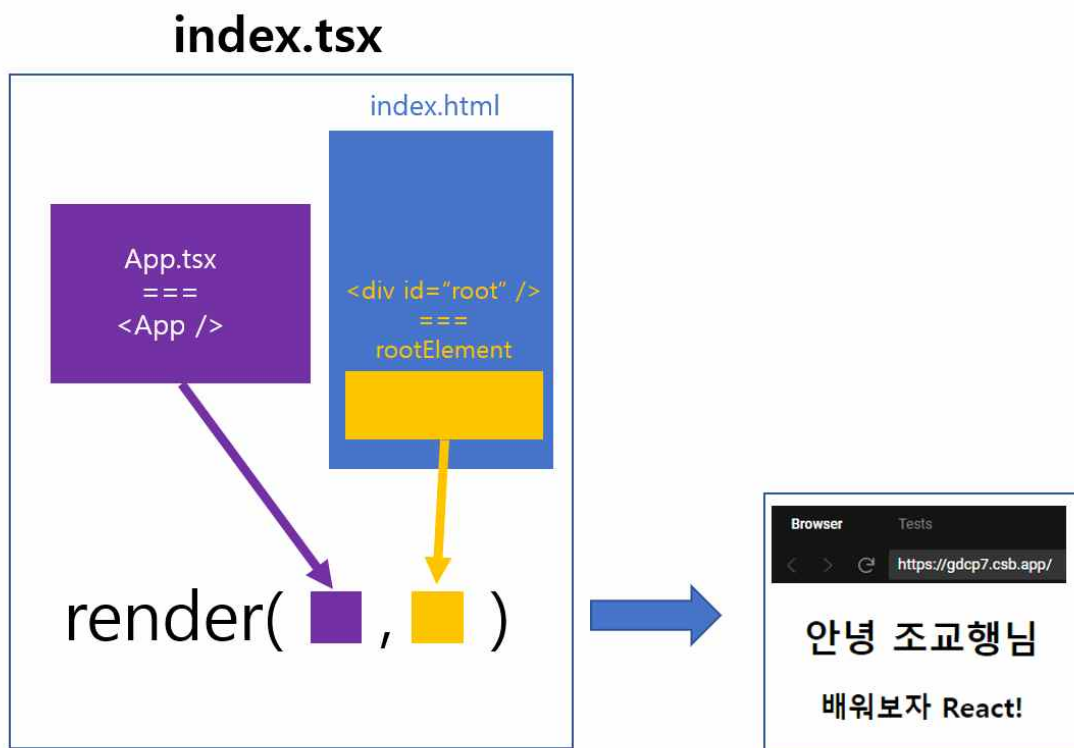 index.tsx
index.html
App.tsx
===
<App />
<div id=“root” />
===
rootElement
render( , )
Browser Tests
https://gdcp7.csb.app/
안녕 조교행님
배워보자 React!